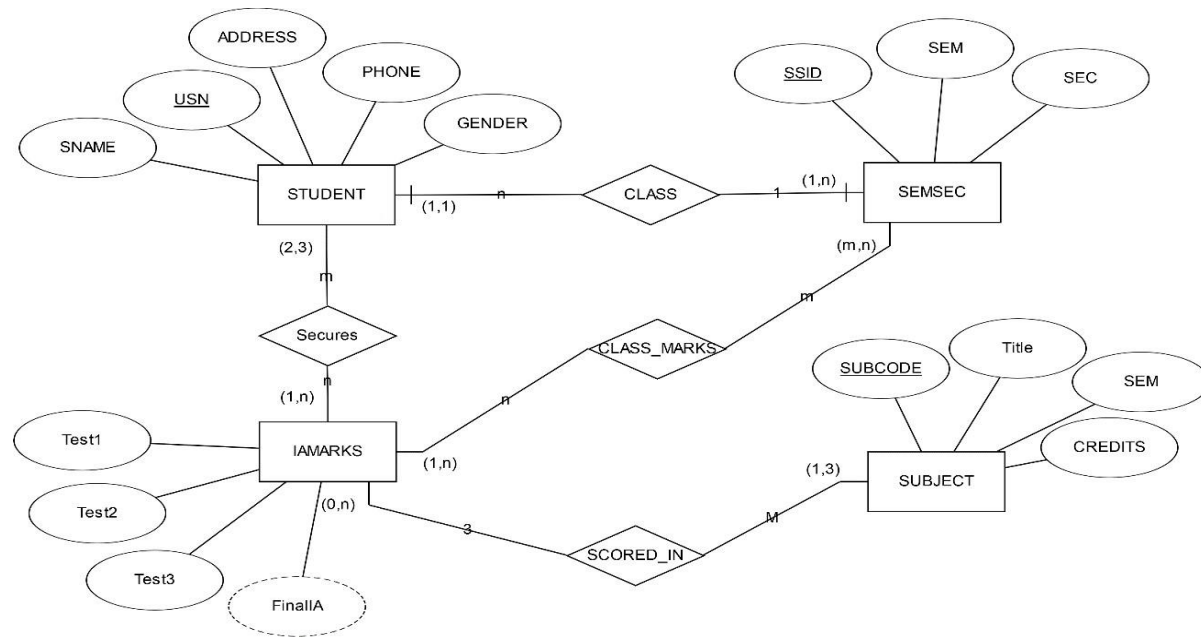 ADDRESS
SEM
PHONE
SSID
USN
SEC
GENDER
SNAME
STUDENT
n
CLASS
1
(1,n)
SEMSEC
(1,1)
(2,3)
(m,n)
m
m
Secures
CLASS_MARKS
n
SUBCODE
Title
SEM
n
(1,n)
Test1
IAMARKS
(1,n)
CREDITS
(1,3)
SUBJECT
Test2
(0,n)
M
3
SCORED_IN
Test3
FinalIA